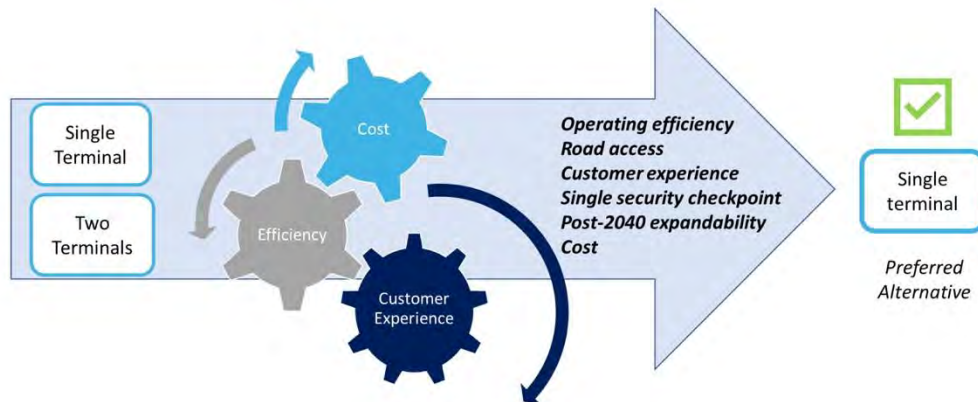 Single
Terminal
Two
Terminals
Cost
Efficiency
Customer
Experience
Operating efficiency
Road access
Customer experience
Single security checkpoint
Post-2040 expandability
Cost
Single
terminal
Preferred
Alternative